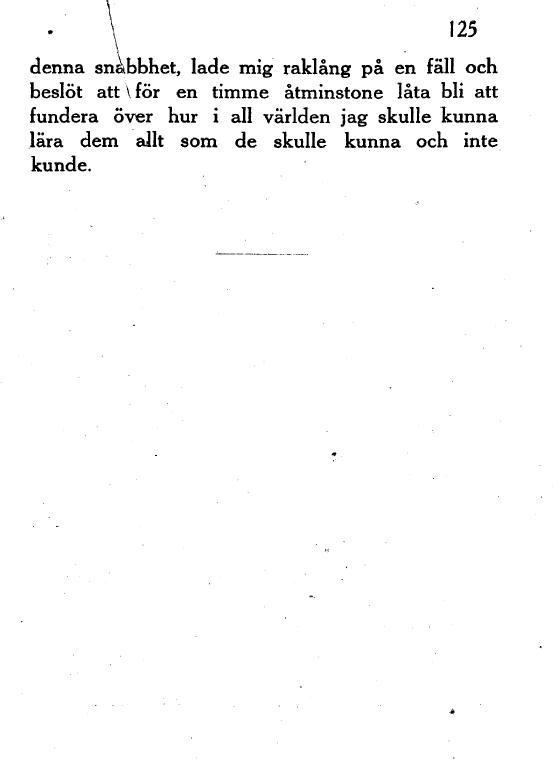 125
denna snabbhet, lade mig raklång på en fäll och
beslöt att för en timme åtminstone låta bli att
fundera över hur i all världen jag skulle kunna
lära dem allt som de skulle kunna och inte
kunde.